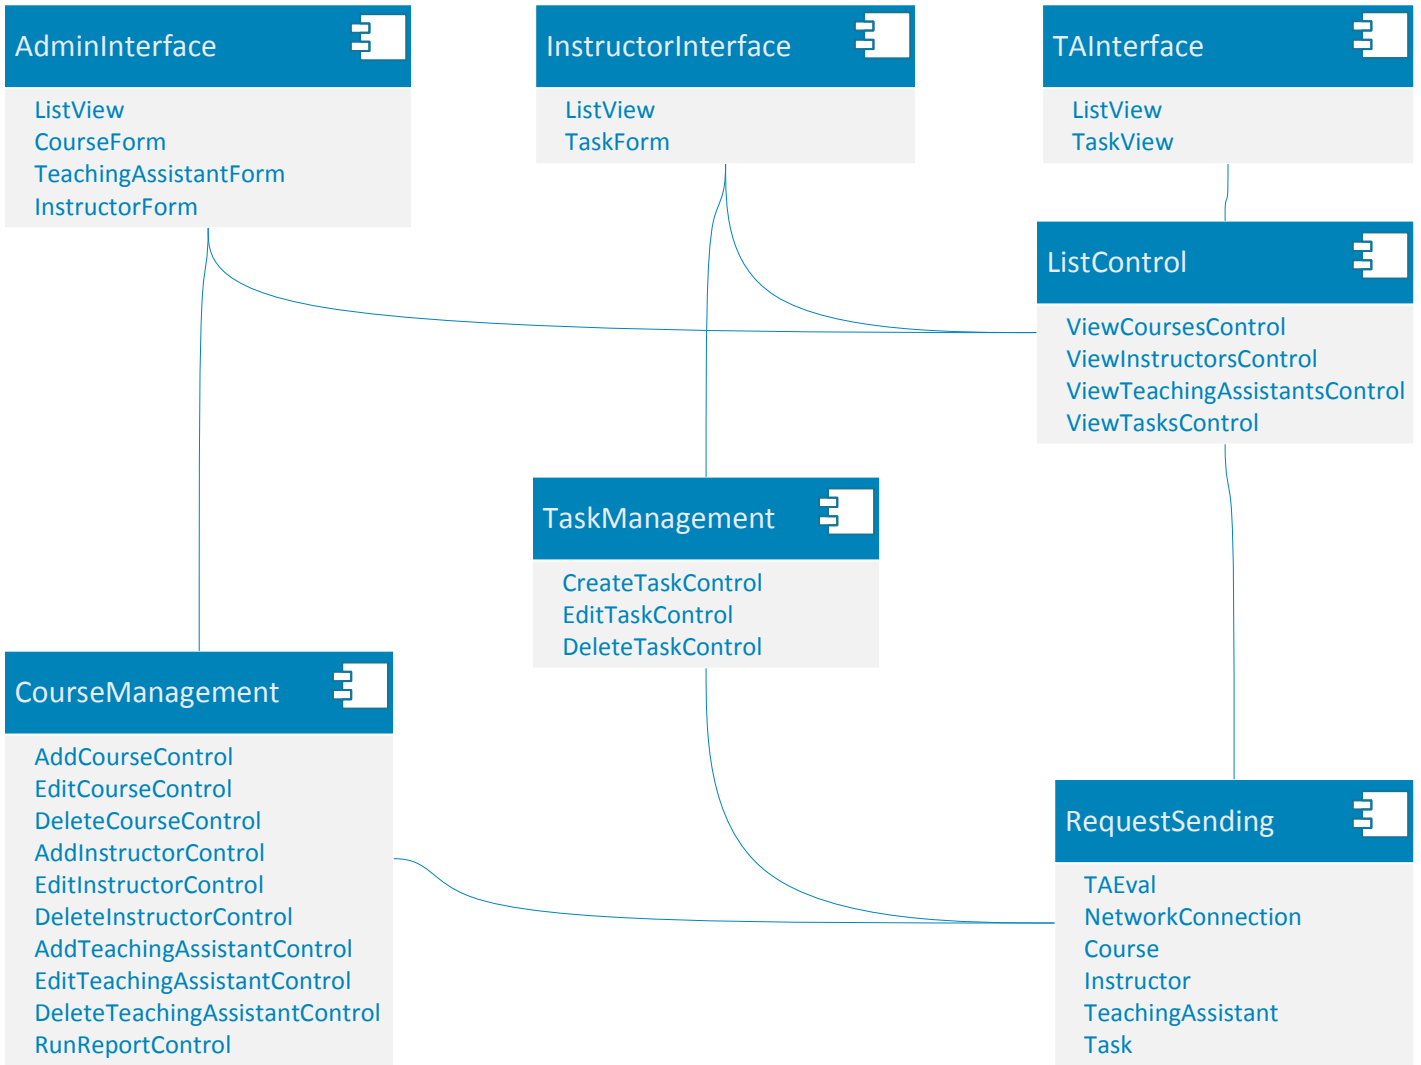 AdminInterface
ListView
CourseForm
TeachingAssistantForm
InstructorForm
InstructorInterface
ListView
TaskForm
TAInterface
ListView
TaskView
ListControl
ViewCoursesControl
ViewInstructorsControl
ViewTeachingAssistantsControl
ViewTasksControl
TaskManagement
CreateTaskControl
EditTaskControl
DeleteTaskControl
CourseManagement
AddCourseControl
EditCourseControl
DeleteCourseControl
AddInstructorControl
EditInstructorControl
DeleteInstructorControl
AddTeachingAssistantControl
EditTeachingAssistantControl
DeleteTeachingAssistantControl
RunReportControl
RequestSending
TAEval
NetworkConnection
Course
Instructor
TeachingAssistant
Task